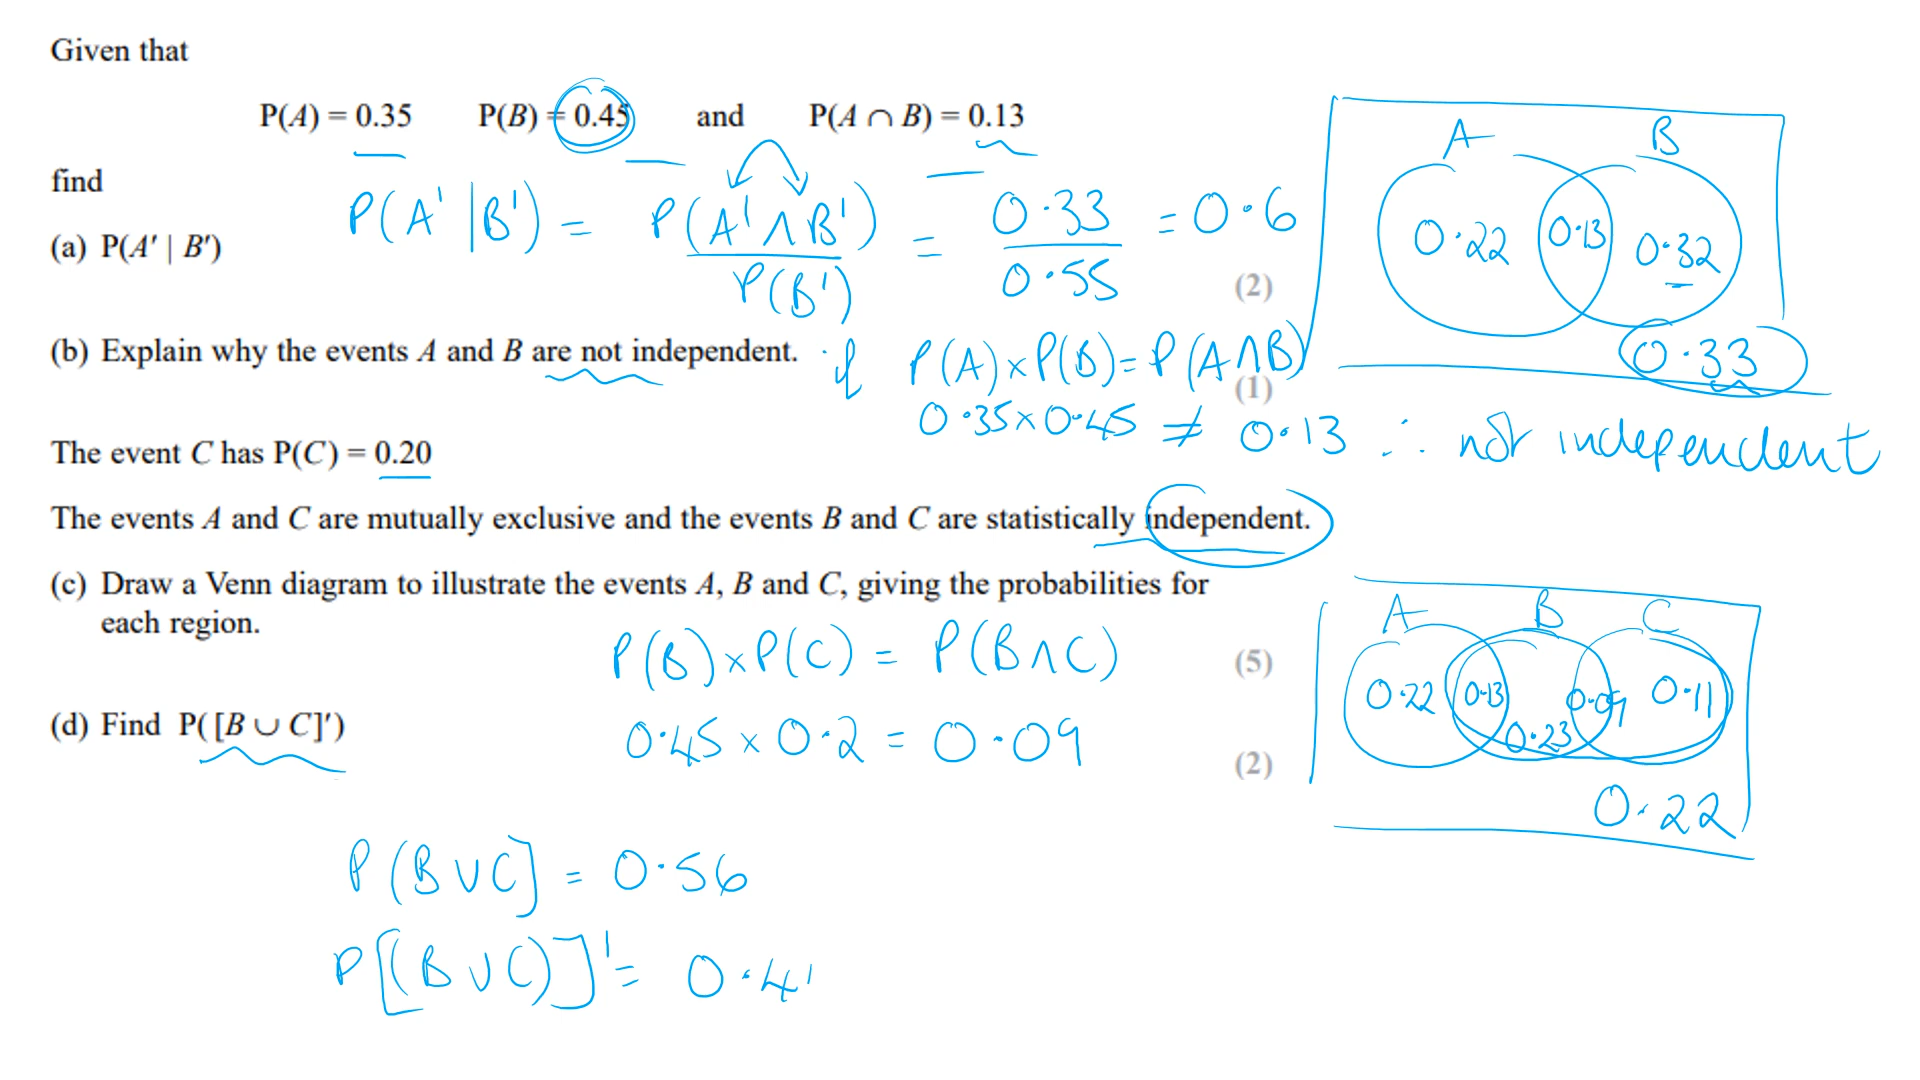 Given that
P(A) = 0.35 P(B) = 0.45 and P(A ∩ B) = 0.13
find
(a) P(A′ | B′)
P(A' | B') = P(A' ∩ B') / P(B') = 0.33 / 0.55 = 0.6
(2)
A B
0.22 0.13 0.32
0.33
(b) Explain why the events A and B are not independent.
if P(A) × P(B) = P(A ∩ B)
(1)
0.35 × 0.45 ≠ 0.13 ∴ not independent
The event C has P(C) = 0.20
The events A and C are mutually exclusive and the events B and C are statistically independent.
(c) Draw a Venn diagram to illustrate the events A, B and C, giving the probabilities for
each region.
(5)
P(B) × P(C) = P(B ∩ C)
0.45 × 0.2 = 0.09
A B C
0.22 0.13 0.23 0.09 0.11
0.22
(d) Find P([B ∪ C]′)
(2)
P(B ∪ C] = 0.56
P[(B ∪ C)]' = 0.4